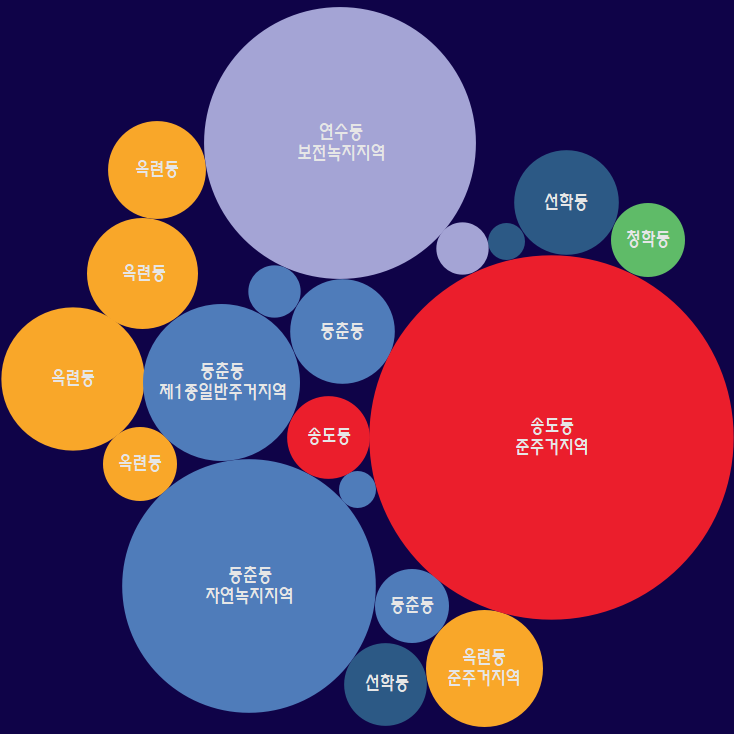 연수동
보전녹지지역
옥련동
선학동
청학동
옥련동
동춘동
옥련동
동춘동
제1종일반주거지역
송도동
송도동
준주거지역
옥련동
동춘동
자연녹지지역
동춘동
옥련동
준주거지역
선학동